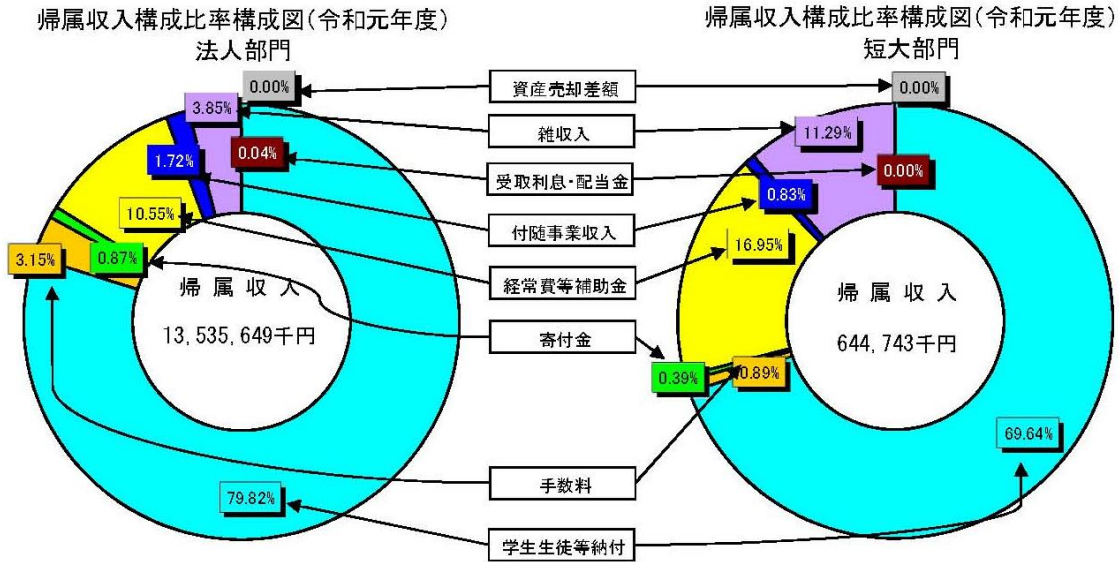 帰属収入構成比率構成図(令和元年度)
法人部門
0.00%
3.85%
1.72%
0.04%
10.55%
3.15%
0.87%
帰属収入
13,535,649千円
79.82%
資産売却差額
雑収入
受取利息・配当金
付随事業収入
経常費等補助金
寄付金
手数料
学生生徒等納付
帰属収入構成比率構成図(令和元年度)
短大部門
0.00%
11.29%
0.00%
0.83%
16.95%
帰属収入
644,743千円
0.39%
0.89%
69.64%